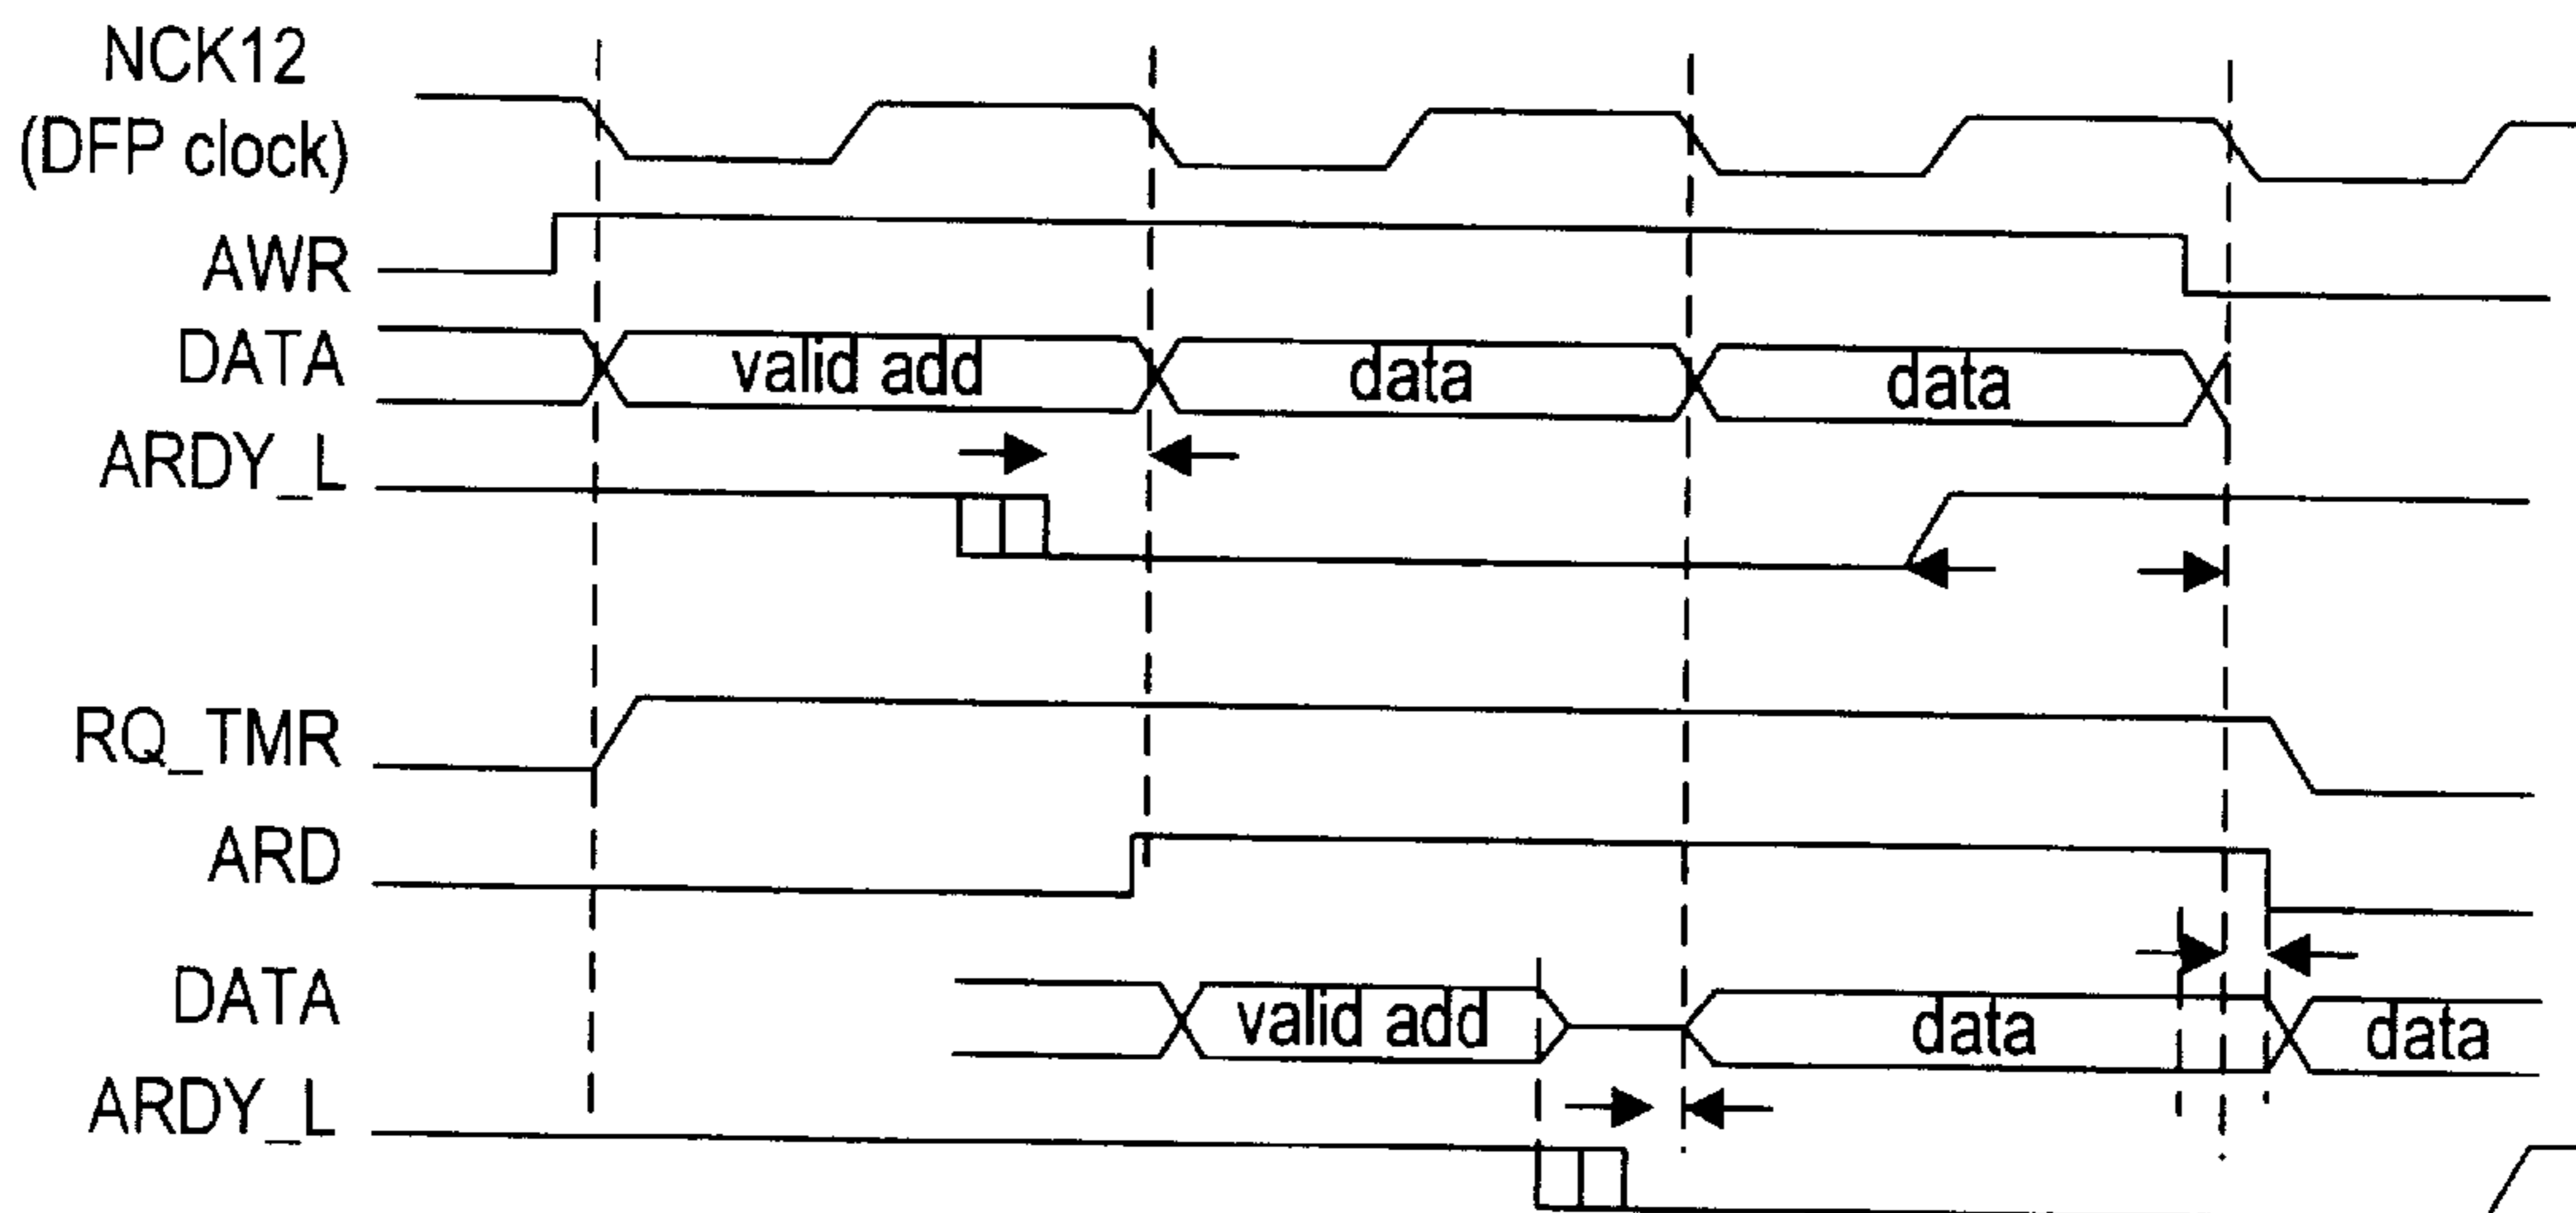 NCK12
(DFP clock)
AWR
DATA valid add data data
ARDY_L
RQ_TMR
ARD
DATA valid add data data
ARDY_L